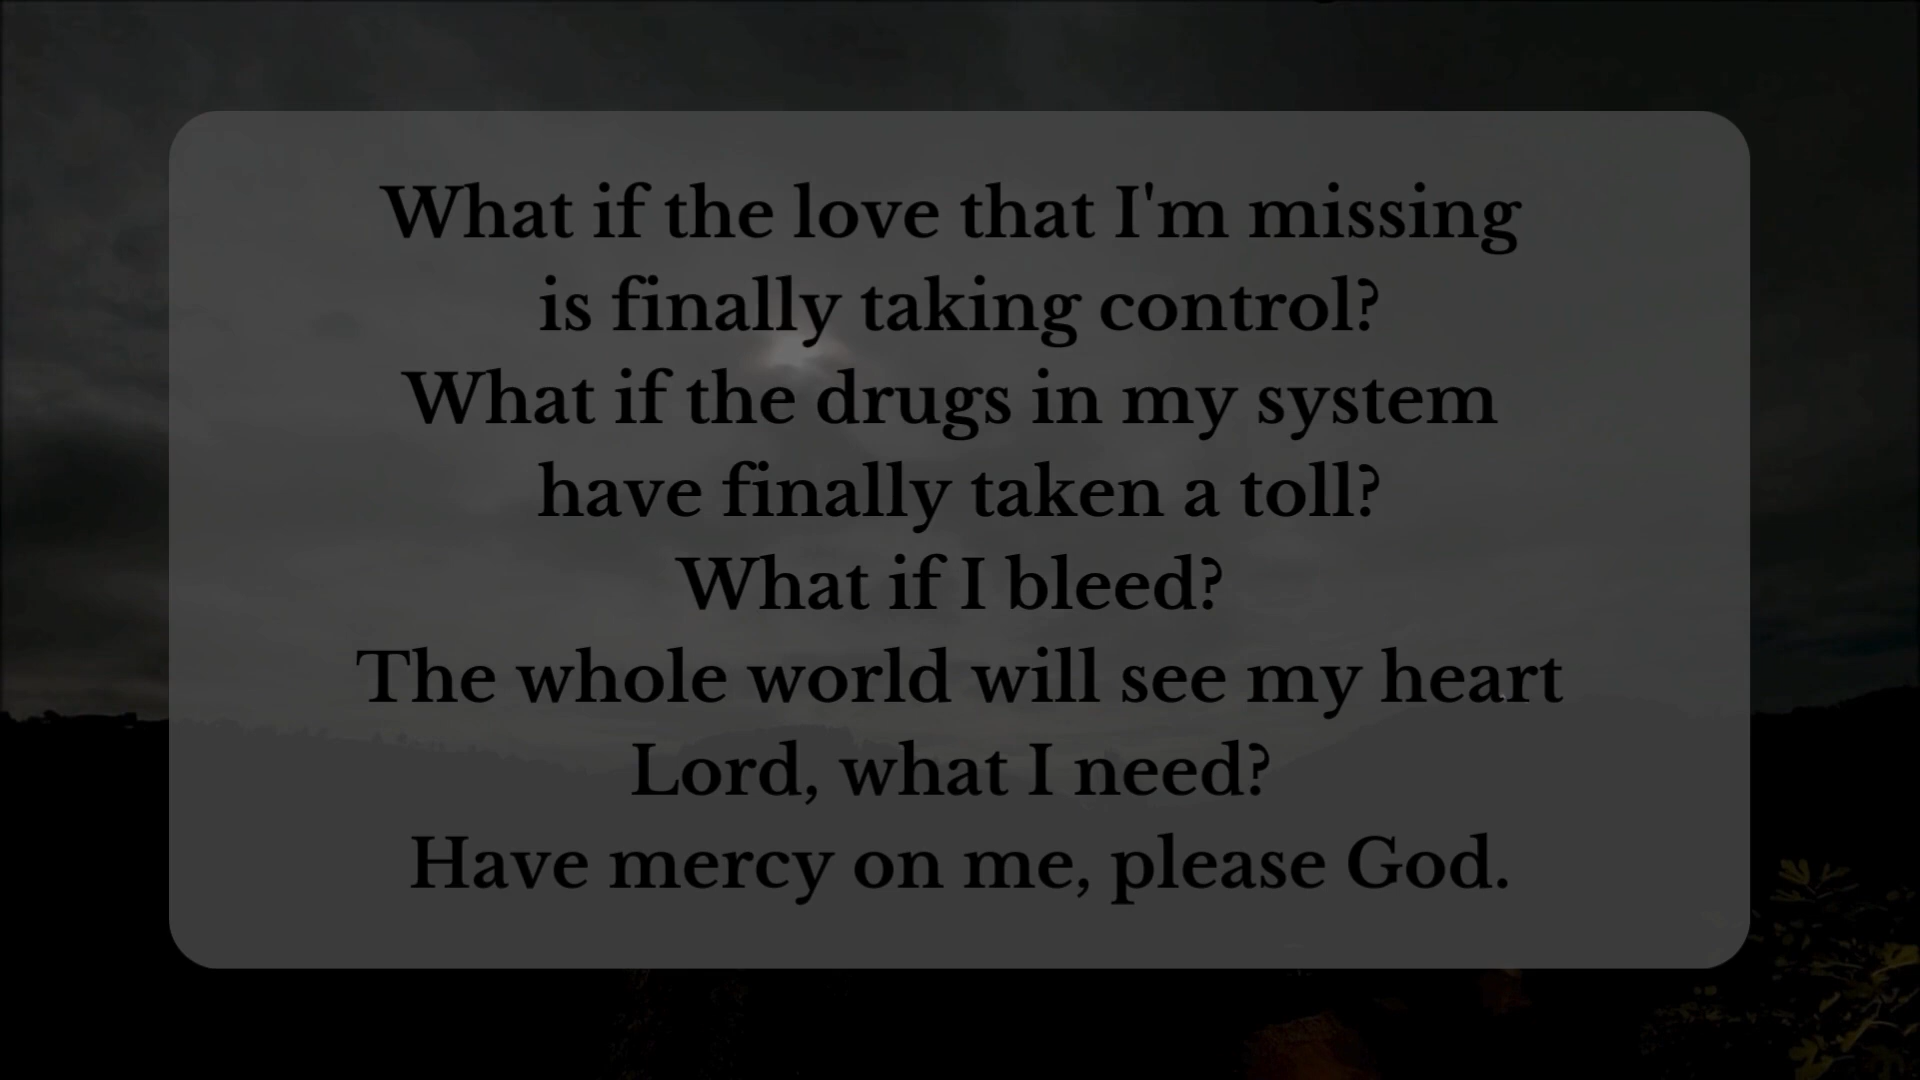 What if the love that I'm missing
is finally taking control?
What if the drugs in my system
have finally taken a toll?
What if I bleed?
The whole world will see my heart
Lord, what I need?
Have mercy on me, please God.